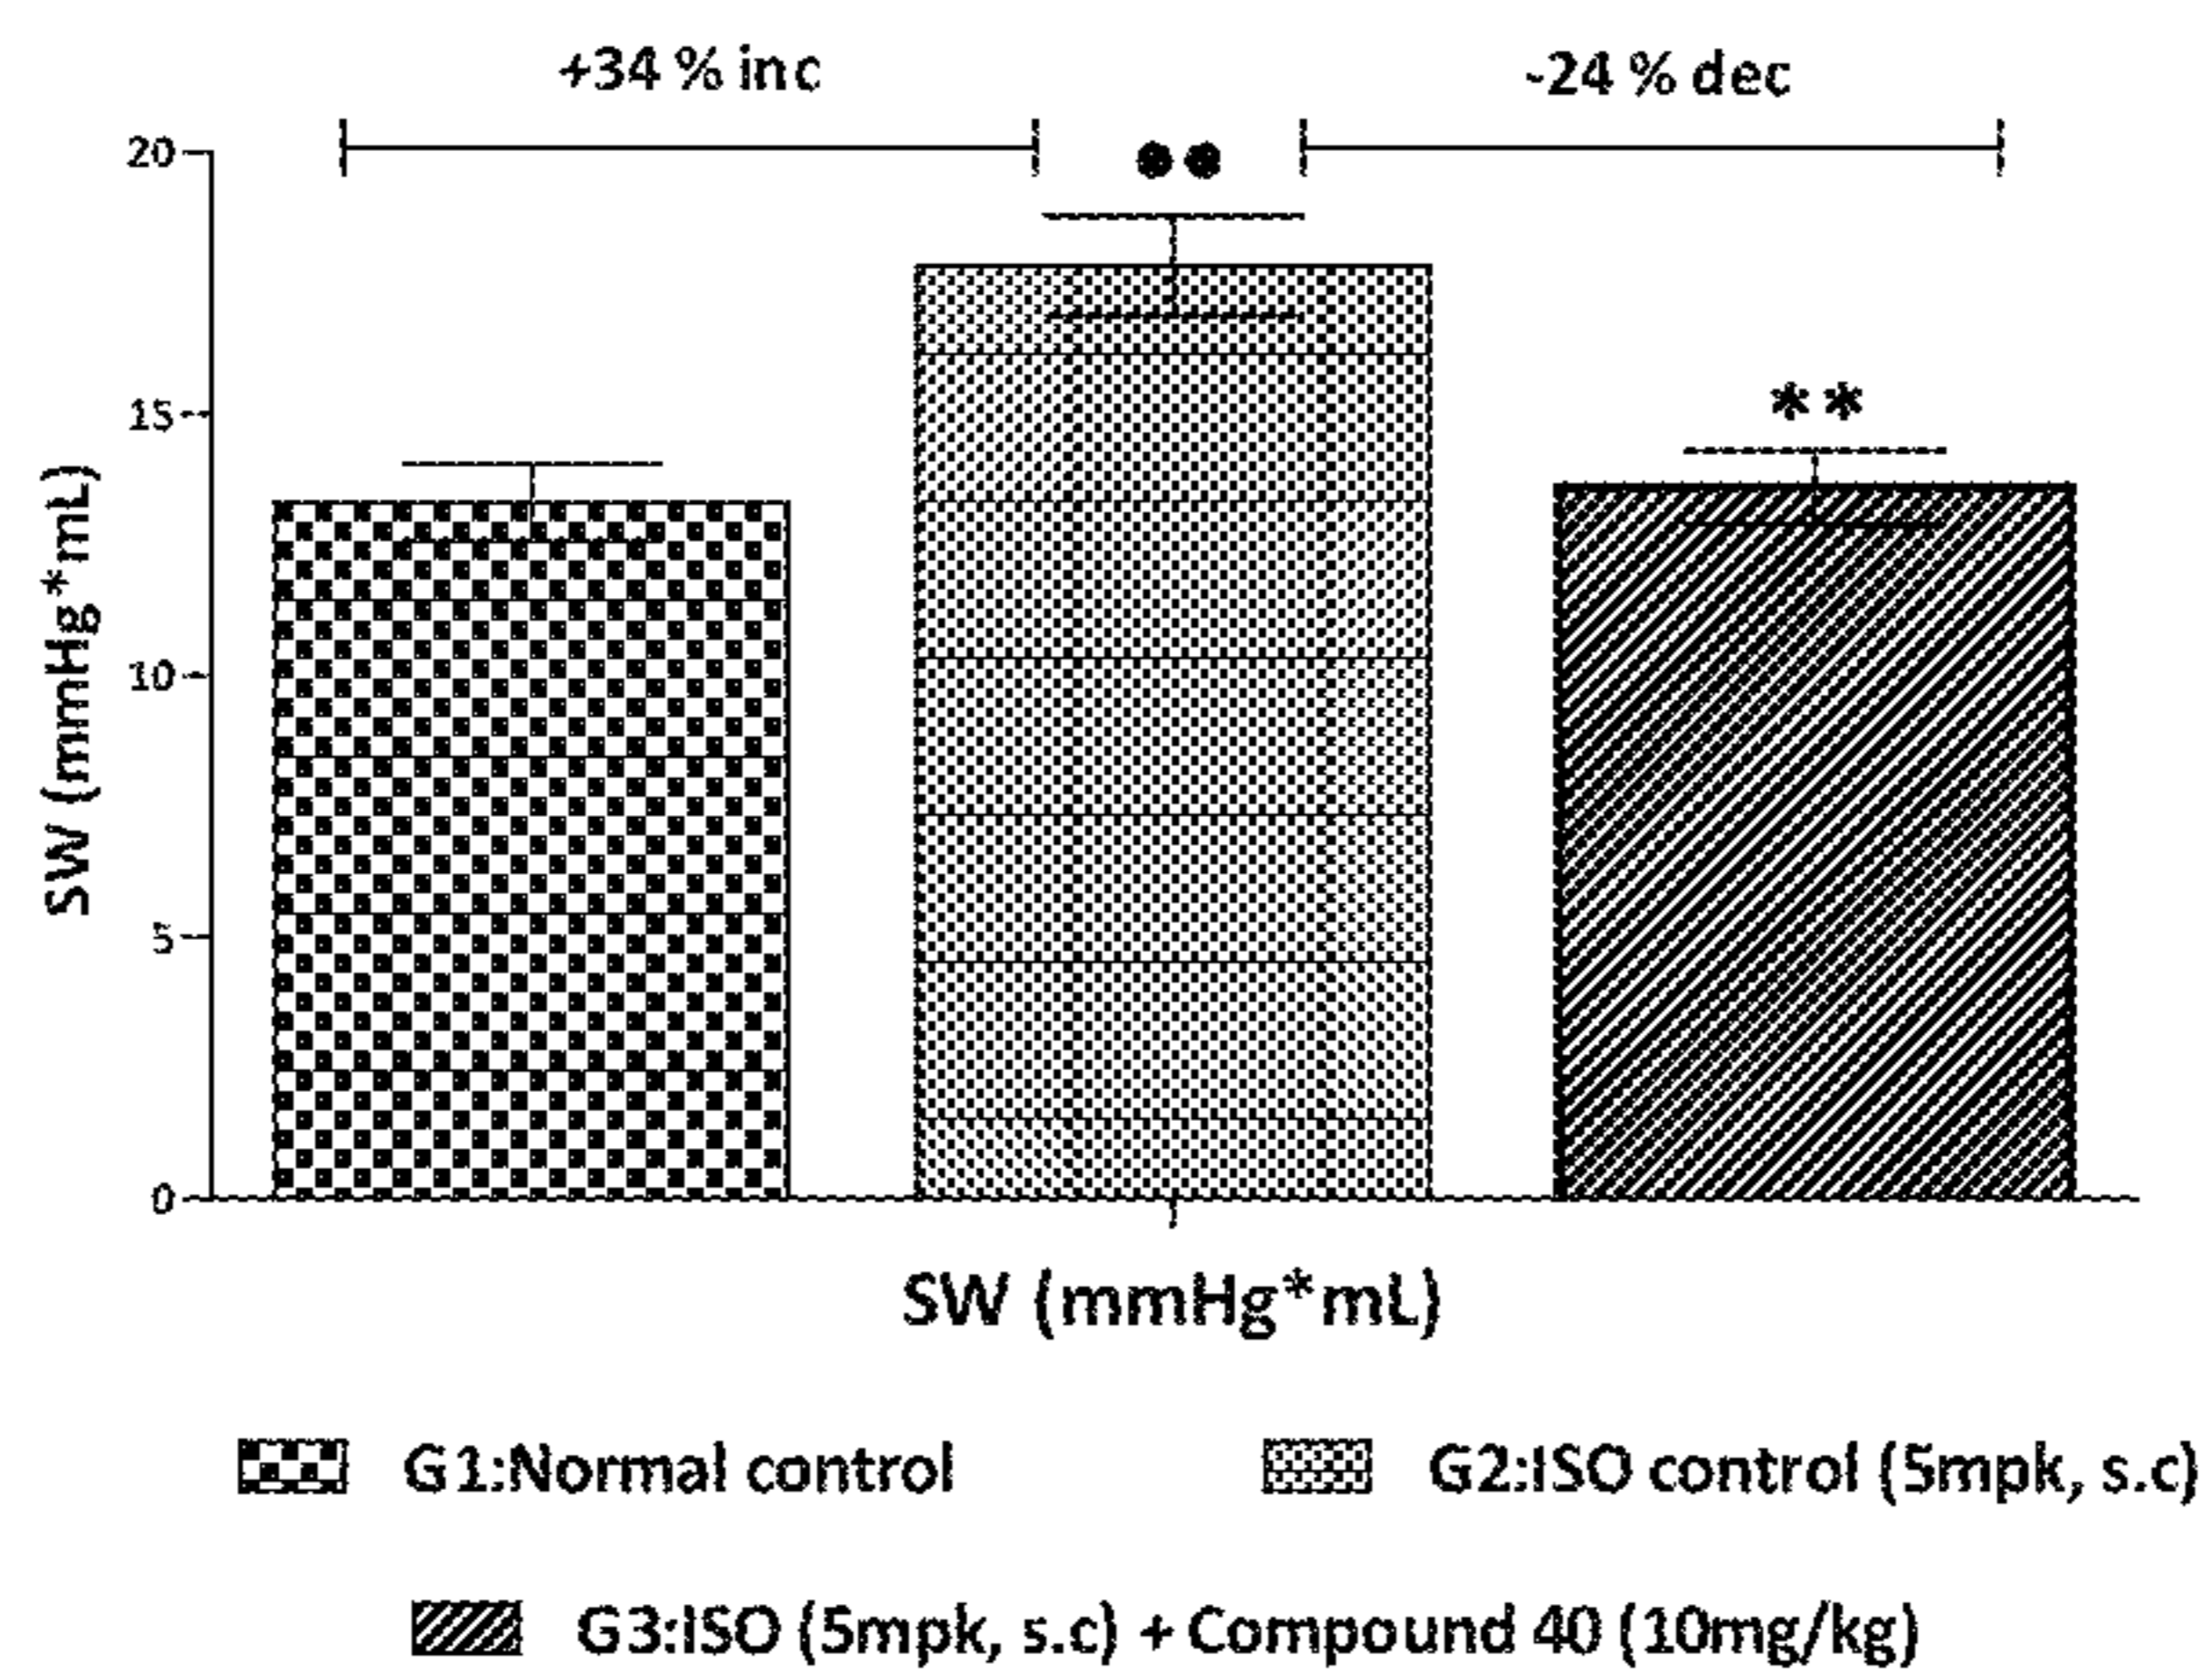 +34 % inc
-24 % dec
●●
**
20
15
10
5
0
SW (mmHg*mL)
SW (mmHg*mL)
G1:Normal control
G2:ISO control (5mpk, s.c)
G3:ISO (5mpk, s.c) + Compound 40 (10mg/kg)